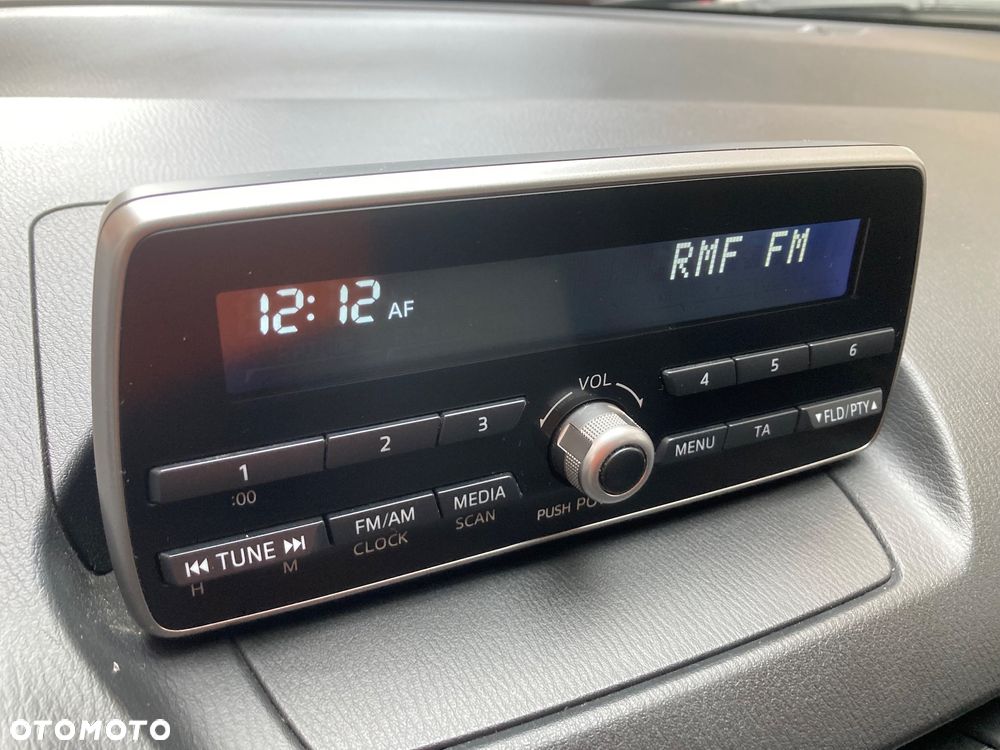 12:12 AF
RMF FM
VOL
1
2
3
4
5
6
:00
TUNE
H
M
FM/AM
CLOCK
MEDIA
SCAN
PUSH
MENU
TA
▼FLD/PTY▲
OTOMOTO